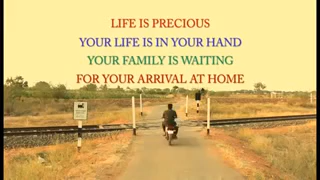 LIFE IS PRECIOUS
YOUR LIFE IS IN YOUR HAND
YOUR FAMILY IS WAITING
FOR YOUR ARRIVAL AT HOME